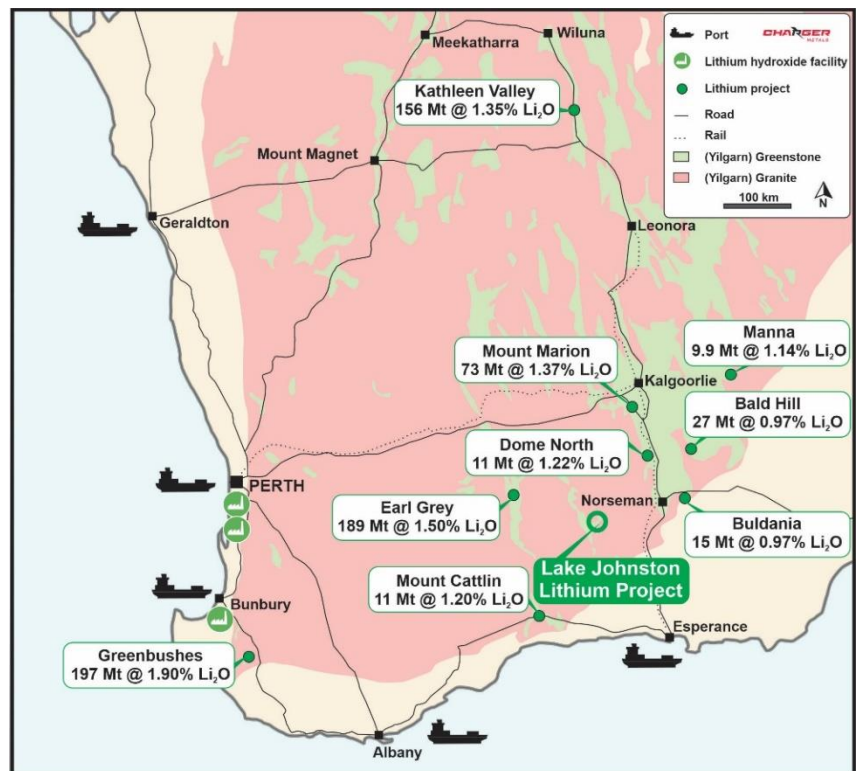 Port
CHARGER
METALS
Lithium hydroxide facility
Lithium project
Road
Rail
(Yilgarn) Greenstone
(Yilgarn) Granite
100 km
N
Meekatharra
Wiluna
Kathleen Valley
156 Mt @ 1.35% Li₂O
Mount Magnet
Geraldton
Leonora
Manna
9.9 Mt @ 1.14% Li₂O
Mount Marion
73 Mt @ 1.37% Li₂O
Kalgoorlie
Bald Hill
27 Mt @ 0.97% Li₂O
Dome North
11 Mt @ 1.22% Li₂O
PERTH
Earl Grey
189 Mt @ 1.50% Li₂O
Norseman
Buldania
15 Mt @ 0.97% Li₂O
Lake Johnston
Lithium Project
Mount Cattlin
11 Mt @ 1.20% Li₂O
Bunbury
Esperance
Greenbushes
197 Mt @ 1.90% Li₂O
Albany